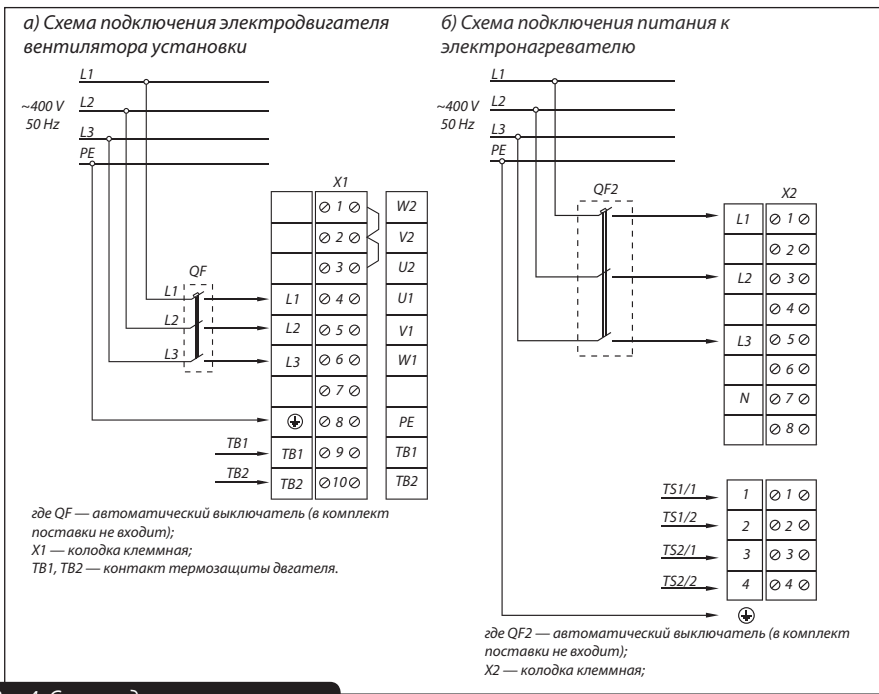 а) Схема подключения электродвигателя
вентилятора установки
L1
~400 V L2
50 Hz
L3
PE
X1
1 W2
2 V2
3 U2
QF
L1 L1 4 U1
L2 L2 5 V1
L3 L3 6 W1
7
8 PE
TB1 TB1 9 TB1
TB2 TB2 10 TB2
где QF — автоматический выключатель (в комплект
поставки не входит);
X1 — колодка клеммная;
TB1, TB2 — контакт термозащиты двгателя.
б) Схема подключения питания к
электронагревателю
L1
~400 V L2
50 Hz
L3
PE
QF2
X2
L1 1
2
L2 3
4
L3 5
6
N 7
8
TS1/1 1 1
TS1/2 2 2
TS2/1 3 3
TS2/2 4 4
где QF2 — автоматический выключатель (в комплект
поставки не входит);
X2 — колодка клеммная;